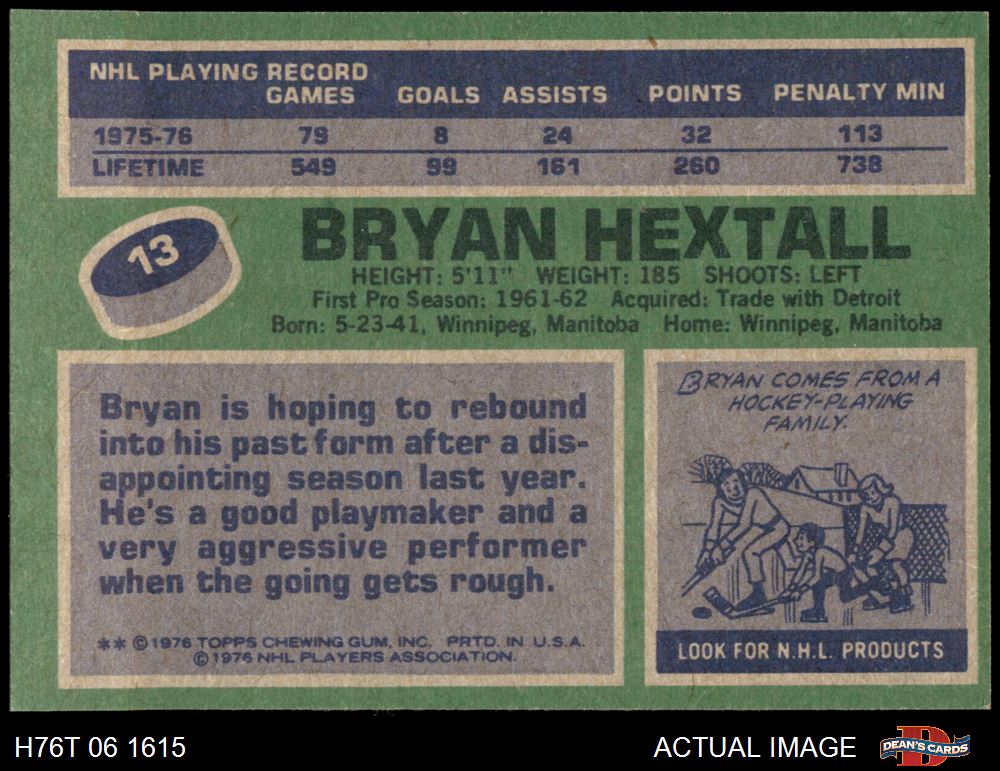 NHL PLAYING RECORD
GAMES GOALS ASSISTS POINTS PENALTY MIN
1975-76 79 8 24 32 113
LIFETIME 549 99 161 260 738
13
BRYAN HEXTALL
HEIGHT: 5'11" WEIGHT: 185 SHOOTS: LEFT
First Pro Season: 1961-62 Acquired: Trade with Detroit
Born: 5-23-41, Winnipeg, Manitoba Home: Winnipeg, Manitoba
Bryan is hoping to rebound
into his past form after a dis-
appointing season last year.
He's a good playmaker and a
very aggressive performer
when the going gets rough.
** © 1976 TOPPS CHEWING GUM, INC. PRTD. IN U.S.A.
© 1976 NHL PLAYERS ASSOCIATION.
BRYAN COMES FROM A
HOCKEY-PLAYING
FAMILY.
LOOK FOR N.H.L. PRODUCTS
H76T 06 1615
ACTUAL IMAGE
DEAN'S CARDS